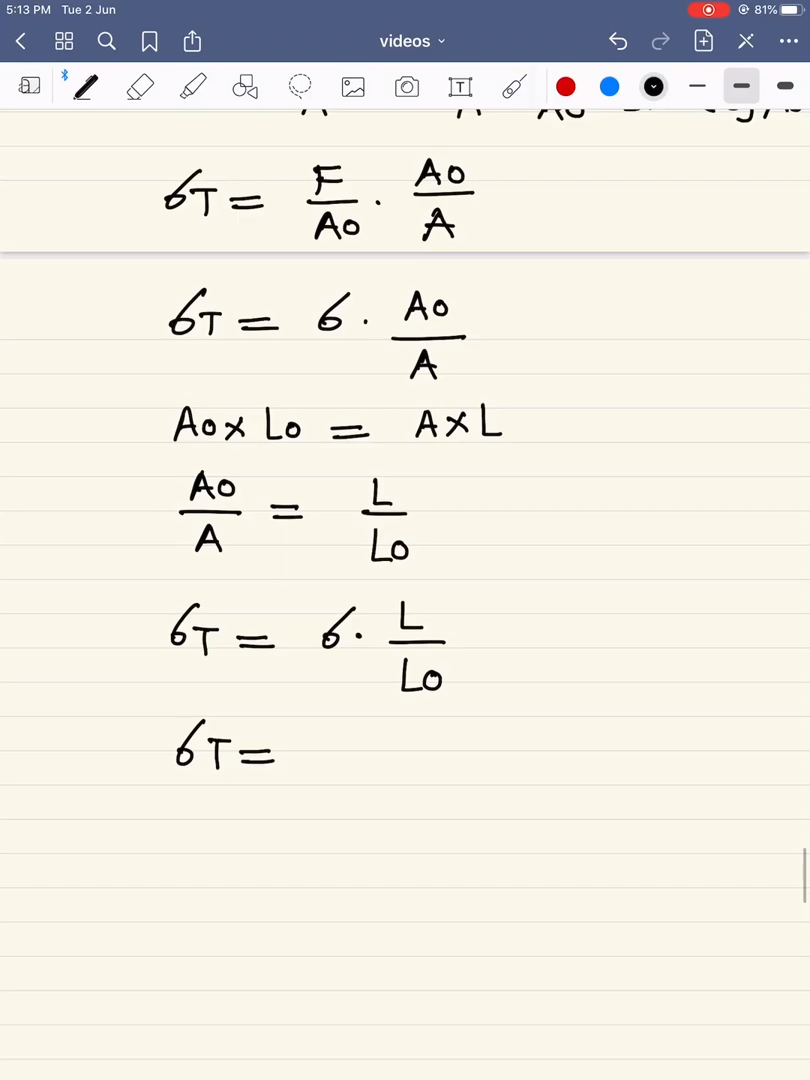 5:13 PM Tue 2 Jun 81%
videos
T
σT = F/Ao · Ao/A
σT = σ · Ao/A
Ao x Lo = A x L
Ao/A = L/Lo
σT = σ · L/Lo
σT =